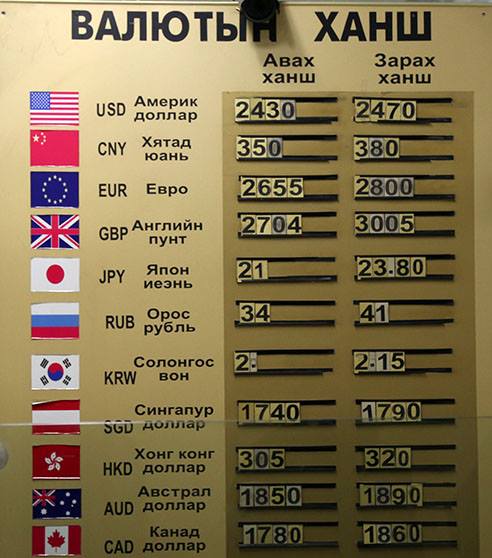 ВАЛЮТЫН ХАНШ
Авах Зарах
ханш ханш
USD Америк доллар 2430 2470
CNY Хятад юань 350 380
EUR Евро 2655 2800
GBP Английн пунт 2704 3005
JPY Япон иеэнь 21 23.80
RUB Орос рубль 34 41
KRW Солонгос вон 2. 2.15
SGD Сингапур доллар 1740 1790
HKD Хонг конг доллар 305 320
AUD Австрал доллар 1850 1890
CAD Канад доллар 1780 1860